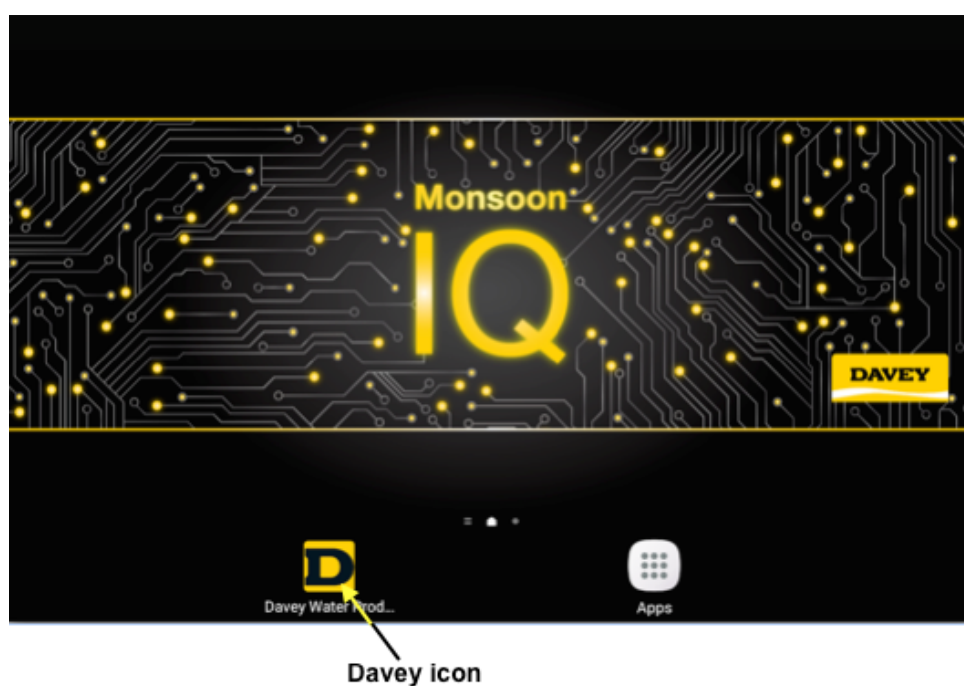 Monsoon
IQ
DAVEY
D
Davey Water Prod...
Apps
Davey icon